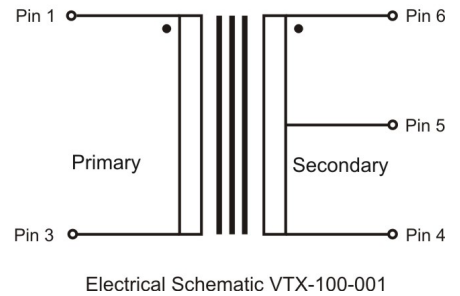 Pin 1
Pin 6
Pin 5
Primary
Secondary
Pin 3
Pin 4
Electrical Schematic VTX-100-001